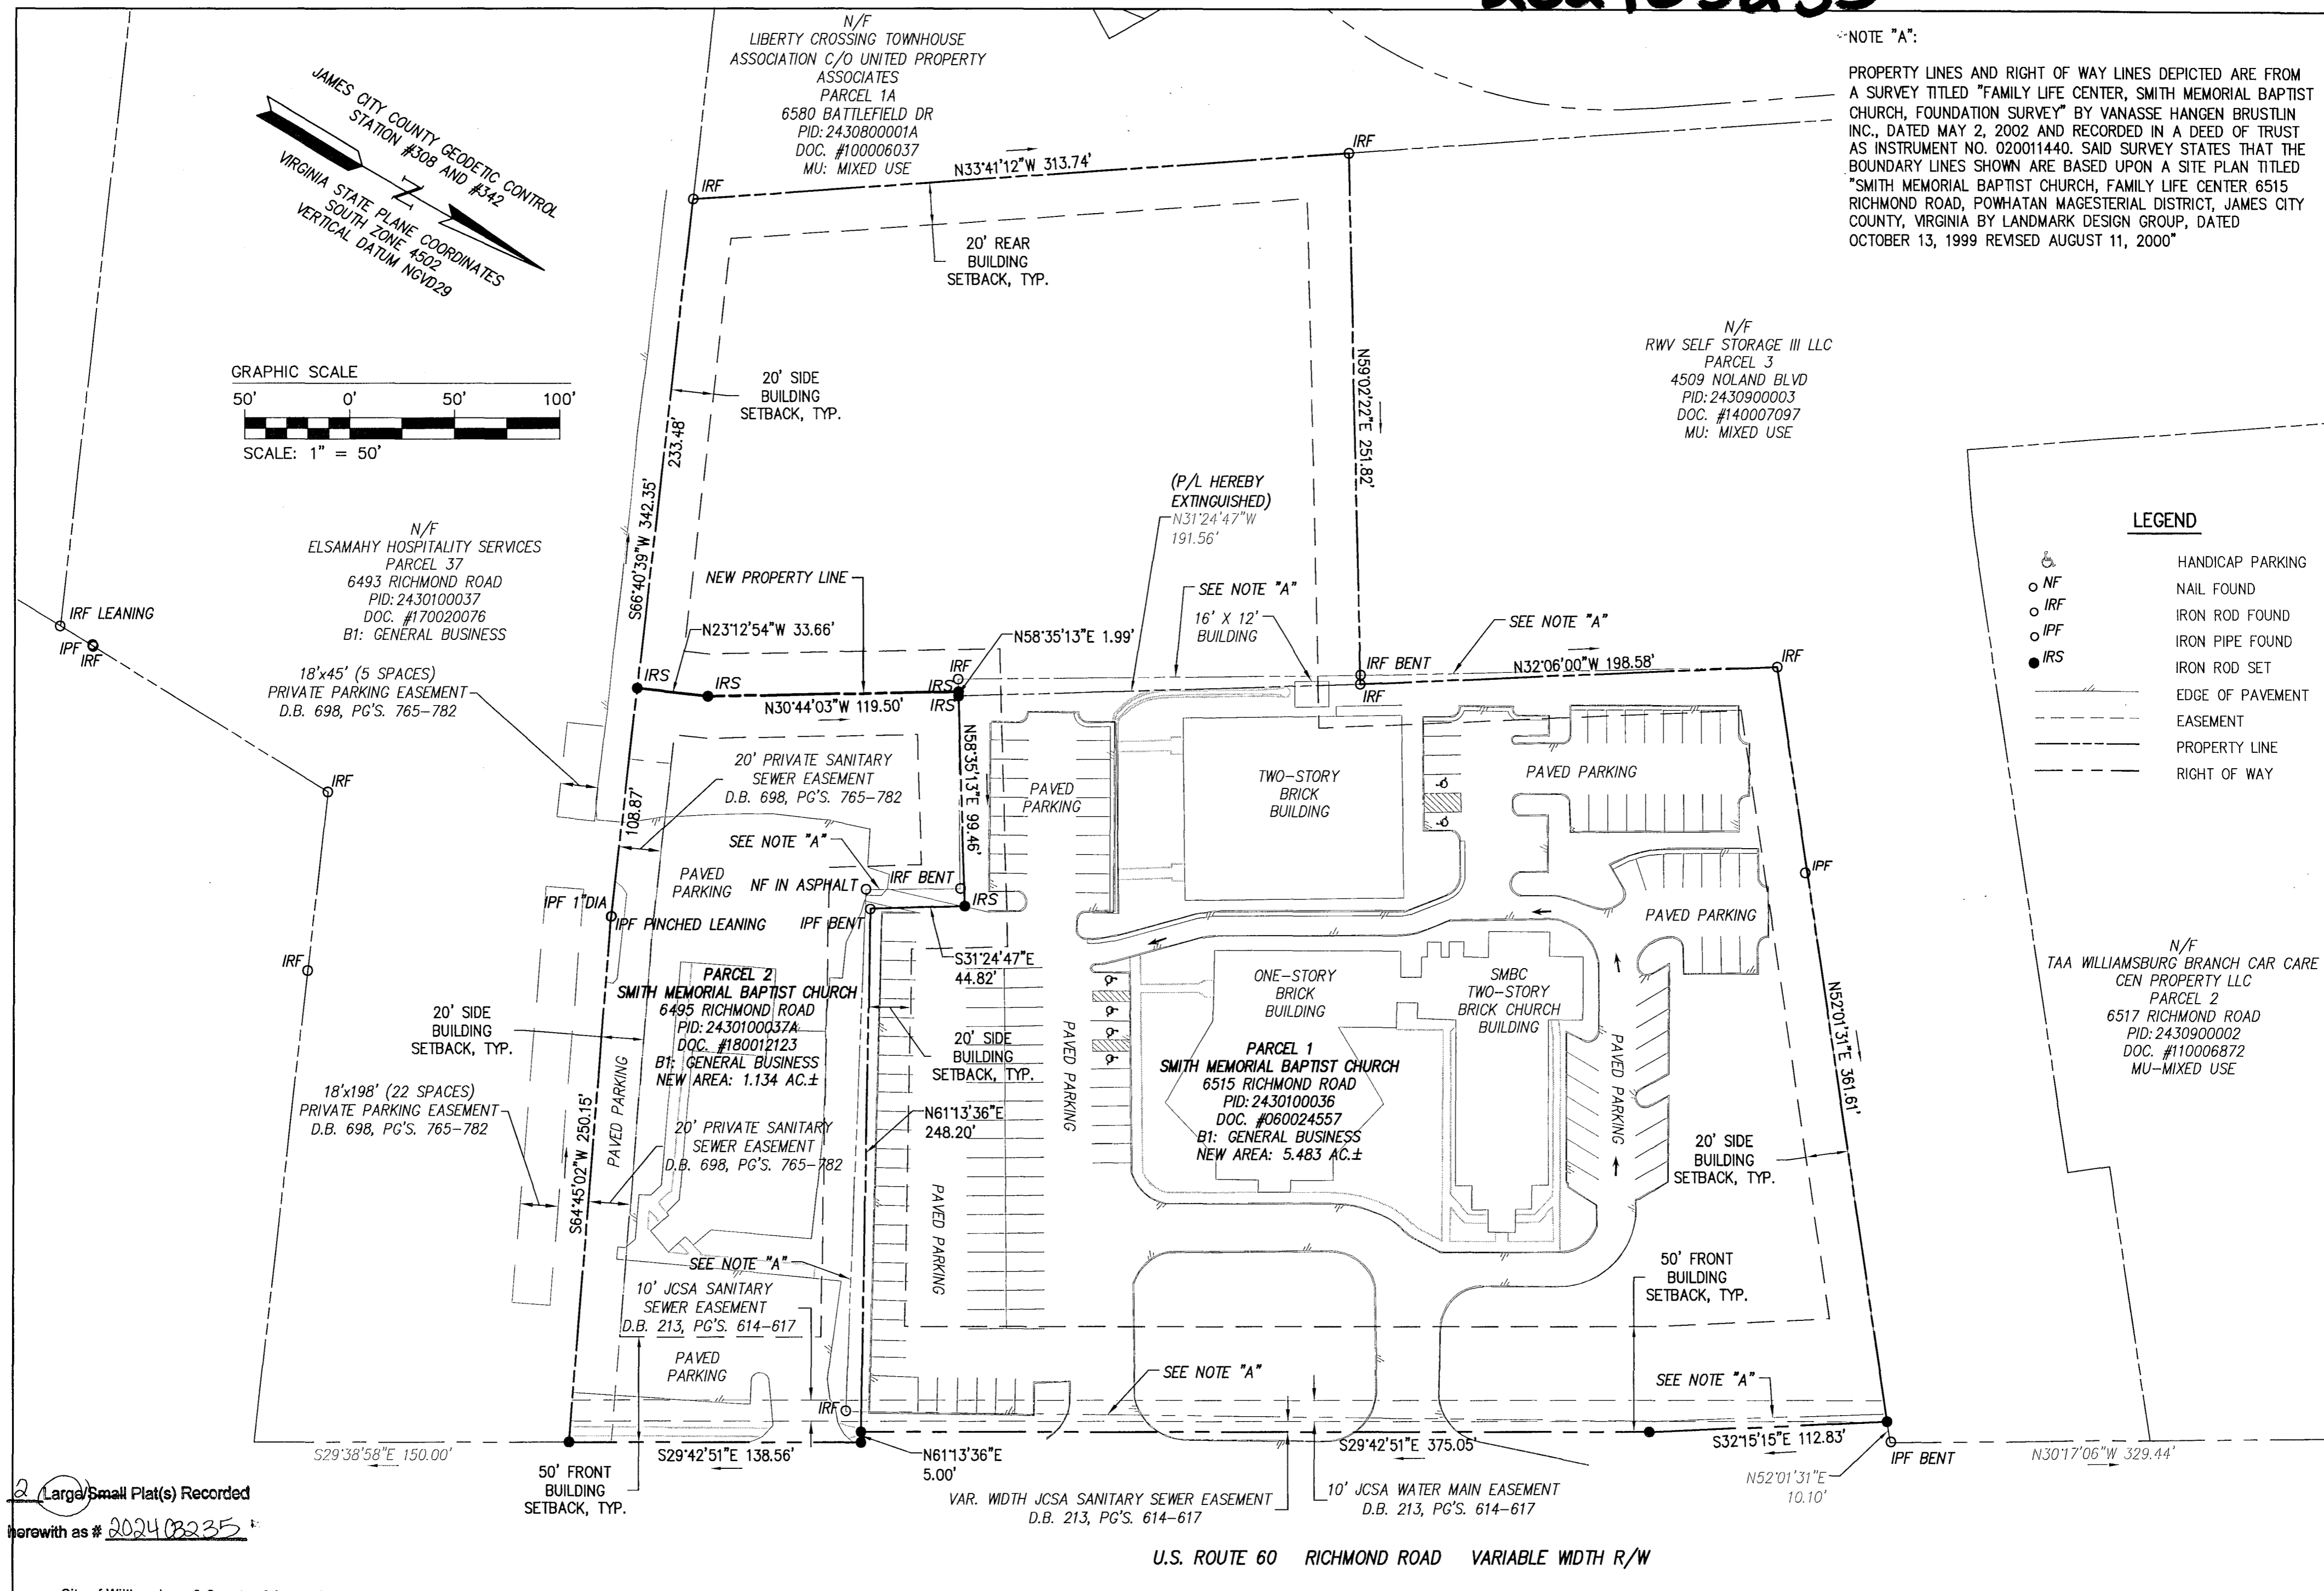 NOTE "A":
PROPERTY LINES AND RIGHT OF WAY LINES DEPICTED ARE FROM
A SURVEY TITLED "FAMILY LIFE CENTER, SMITH MEMORIAL BAPTIST
CHURCH, FOUNDATION SURVEY" BY VANASSE HANGEN BRUSTLIN
INC., DATED MAY 2, 2002 AND RECORDED IN A DEED OF TRUST
AS INSTRUMENT NO. 020011440. SAID SURVEY STATES THAT THE
BOUNDARY LINES SHOWN ARE BASED UPON A SITE PLAN TITLED
"SMITH MEMORIAL BAPTIST CHURCH, FAMILY LIFE CENTER 6515
RICHMOND ROAD, POWHATAN MAGESTERIAL DISTRICT, JAMES CITY
COUNTY, VIRGINIA BY LANDMARK DESIGN GROUP, DATED
OCTOBER 13, 1999 REVISED AUGUST 11, 2000"
N/F
LIBERTY CROSSING TOWNHOUSE
ASSOCIATION C/O UNITED PROPERTY
ASSOCIATES
PARCEL 1A
6580 BATTLEFIELD DR
PID: 2430800001A
DOC. #100006037
MU: MIXED USE
JAMES CITY COUNTY GEODETIC CONTROL
STATION #308 AND #342
N
VIRGINIA STATE PLANE COORDINATES
SOUTH ZONE 4502
VERTICAL DATUM NGVD29
IRF
N33°41'12"W 313.74'
IRF
20' REAR
BUILDING
SETBACK, TYP.
GRAPHIC SCALE
50' 0' 50' 100'
SCALE: 1" = 50'
20' SIDE
BUILDING
SETBACK, TYP.
233.48'
S66°40'39"W 342.35'
N59°02'22"E 251.82'
N/F
RWV SELF STORAGE III LLC
PARCEL 3
4509 NOLAND BLVD
PID: 2430900003
DOC. #140007097
MU: MIXED USE
(P/L HEREBY
EXTINGUISHED)
N31°24'47"W
191.56'
LEGEND
HANDICAP PARKING
NF NAIL FOUND
IRF IRON ROD FOUND
IPF IRON PIPE FOUND
IRS IRON ROD SET
EDGE OF PAVEMENT
EASEMENT
PROPERTY LINE
RIGHT OF WAY
N/F
ELSAMAHY HOSPITALITY SERVICES
PARCEL 37
6493 RICHMOND ROAD
PID: 2430100037
DOC. #170020076
B1: GENERAL BUSINESS
IRF LEANING
IPF
IRF
NEW PROPERTY LINE
SEE NOTE "A"
16' X 12'
BUILDING
N23°12'54"W 33.66'
N58°35'13"E 1.99'
SEE NOTE "A"
IRS
IRS
IRF
IRS
IRS
IRF BENT
IRF
N32°06'00"W 198.58'
IRF
N30°44'03"W 119.50'
18'x45' (5 SPACES)
PRIVATE PARKING EASEMENT
D.B. 698, PG'S. 765-782
IRF
20' PRIVATE SANITARY
SEWER EASEMENT
D.B. 698, PG'S. 765-782
N58°35'13"E 99.46'
PAVED
PARKING
TWO-STORY
BRICK
BUILDING
PAVED PARKING
108.87'
SEE NOTE "A"
PAVED
PARKING
NF IN ASPHALT
IRF BENT
IRS
IPF 1"DIA
IPF PINCHED LEANING
IPF BENT
IPF
PAVED PARKING
IRF
S31°24'47"E
44.82'
PARCEL 2
SMITH MEMORIAL BAPTIST CHURCH
6495 RICHMOND ROAD
PID: 2430100037A
DOC. #180012123
B1: GENERAL BUSINESS
NEW AREA: 1.134 AC.±
20' SIDE
BUILDING
SETBACK, TYP.
20' SIDE
BUILDING
SETBACK, TYP.
ONE-STORY
BRICK
BUILDING
SMBC
TWO-STORY
BRICK CHURCH
BUILDING
PARCEL 1
SMITH MEMORIAL BAPTIST CHURCH
6515 RICHMOND ROAD
PID: 2430100036
DOC. #060024557
B1: GENERAL BUSINESS
NEW AREA: 5.483 AC.±
PAVED PARKING
PAVED PARKING
N52°01'31"E 361.61'
N/F
TAA WILLIAMSBURG BRANCH CAR CARE
CEN PROPERTY LLC
PARCEL 2
6517 RICHMOND ROAD
PID: 2430900002
DOC. #110006872
MU-MIXED USE
18'x198' (22 SPACES)
PRIVATE PARKING EASEMENT
D.B. 698, PG'S. 765-782
S64°45'02"W 250.15'
PAVED PARKING
20' PRIVATE SANITARY
SEWER EASEMENT
D.B. 698, PG'S. 765-782
N61°13'36"E
248.20'
PAVED PARKING
20' SIDE
BUILDING
SETBACK, TYP.
SEE NOTE "A"
10' JCSA SANITARY
SEWER EASEMENT
D.B. 213, PG'S. 614-617
50' FRONT
BUILDING
SETBACK, TYP.
PAVED
PARKING
SEE NOTE "A"
SEE NOTE "A"
IRF
S29°38'58"E 150.00'
S29°42'51"E 138.56'
N61°13'36"E
5.00'
S29°42'51"E 375.05'
S32°15'15"E 112.83'
IPF BENT
N30°17'06"W 329.44'
N52°01'31"E
10.10'
50' FRONT
BUILDING
SETBACK, TYP.
VAR. WIDTH JCSA SANITARY SEWER EASEMENT
D.B. 213, PG'S. 614-617
10' JCSA WATER MAIN EASEMENT
D.B. 213, PG'S. 614-617
2 Large/Small Plat(s) Recorded
herewith as # 202403235
U.S. ROUTE 60 RICHMOND ROAD VARIABLE WIDTH R/W